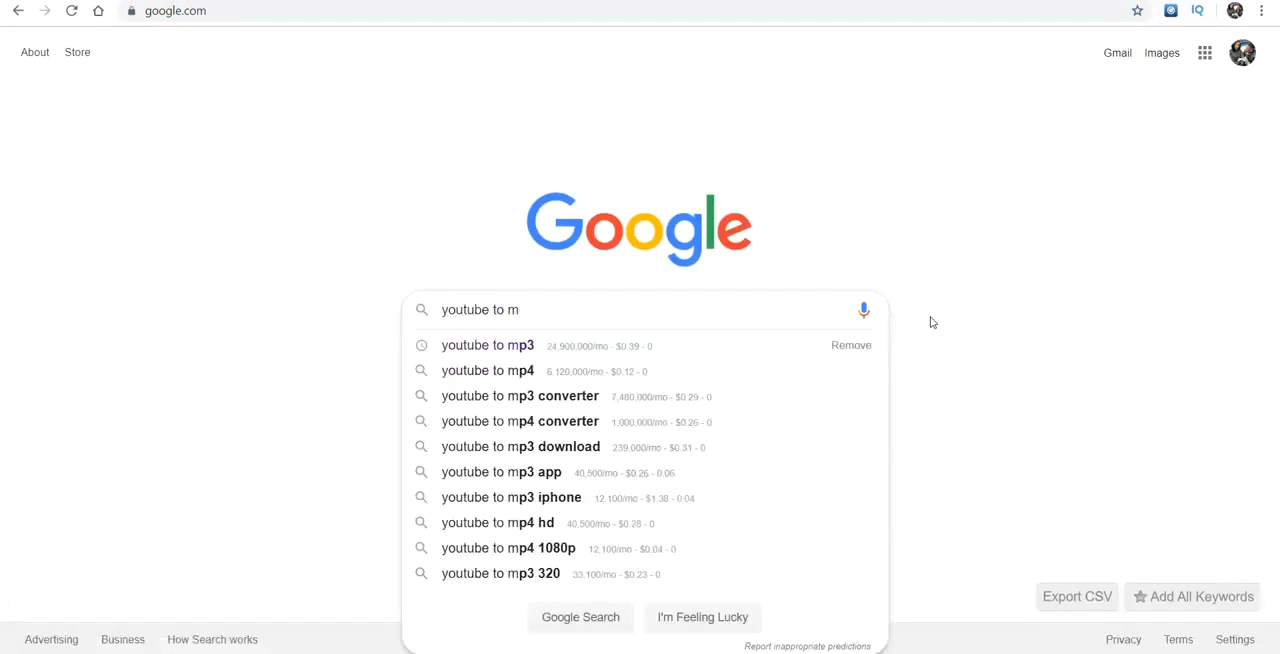 google.com
IQ
About Store
Gmail Images
Google
youtube to m
youtube to mp3 24,900,000/mo - $0.39 - 0 Remove
youtube to mp4 6,120,000/mo - $0.12 - 0
youtube to mp3 converter 7,480,000/mo - $0.29 - 0
youtube to mp4 converter 1,000,000/mo - $0.26 - 0
youtube to mp3 download 239,000/mo - $0.31 - 0
youtube to mp3 app 40,500/mo - $0.26 - 0.06
youtube to mp3 iphone 12,100/mo - $1.38 - 0.04
youtube to mp4 hd 40,500/mo - $0.28 - 0
youtube to mp4 1080p 12,100/mo - $0.04 - 0
youtube to mp3 320 33,100/mo - $0.23 - 0
Export CSV Add All Keywords
Google Search I'm Feeling Lucky
Advertising Business How Search works
Privacy Terms Settings
Report inappropriate predictions